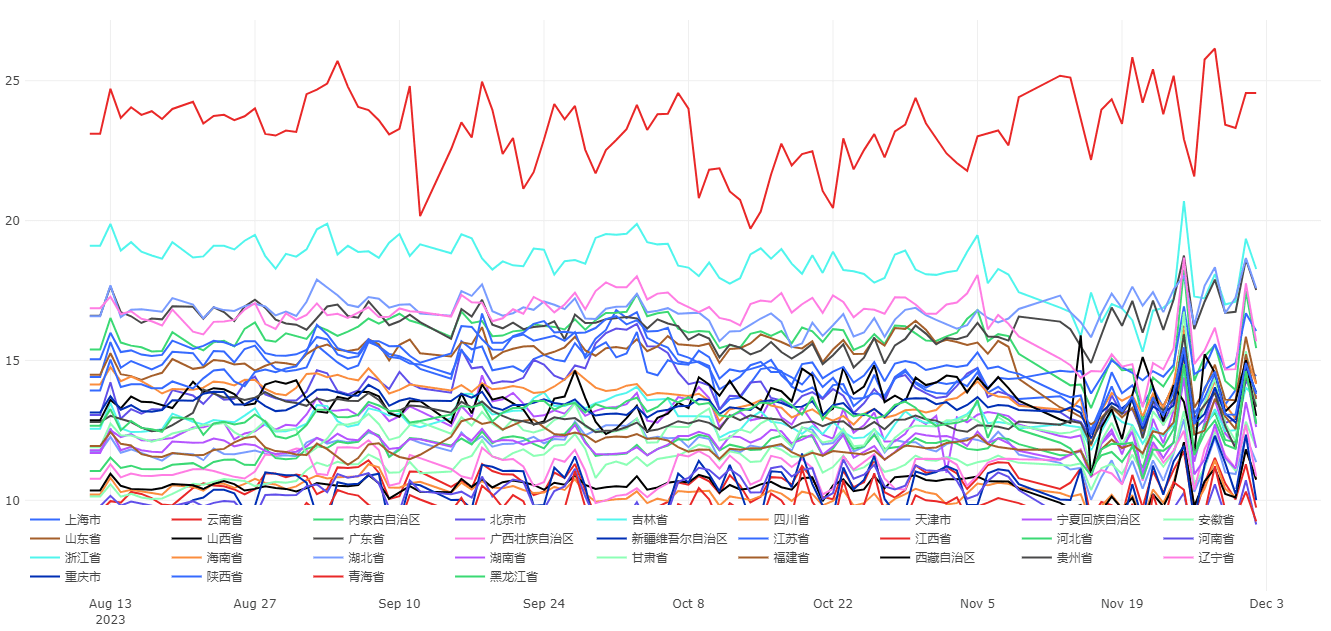 25
20
15
10
上海市 云南省 内蒙古自治区 北京市 吉林省 四川省 天津市 宁夏回族自治区 安徽省
山东省 山西省 广东省 广西壮族自治区 新疆维吾尔自治区 江苏省 江西省 河北省 河南省
浙江省 海南省 湖北省 湖南省 甘肃省 福建省 西藏自治区 贵州省 辽宁省
重庆市 陕西省 青海省 黑龙江省
Aug 13 Aug 27 Sep 10 Sep 24 Oct 8 Oct 22 Nov 5 Nov 19 Dec 3
2023